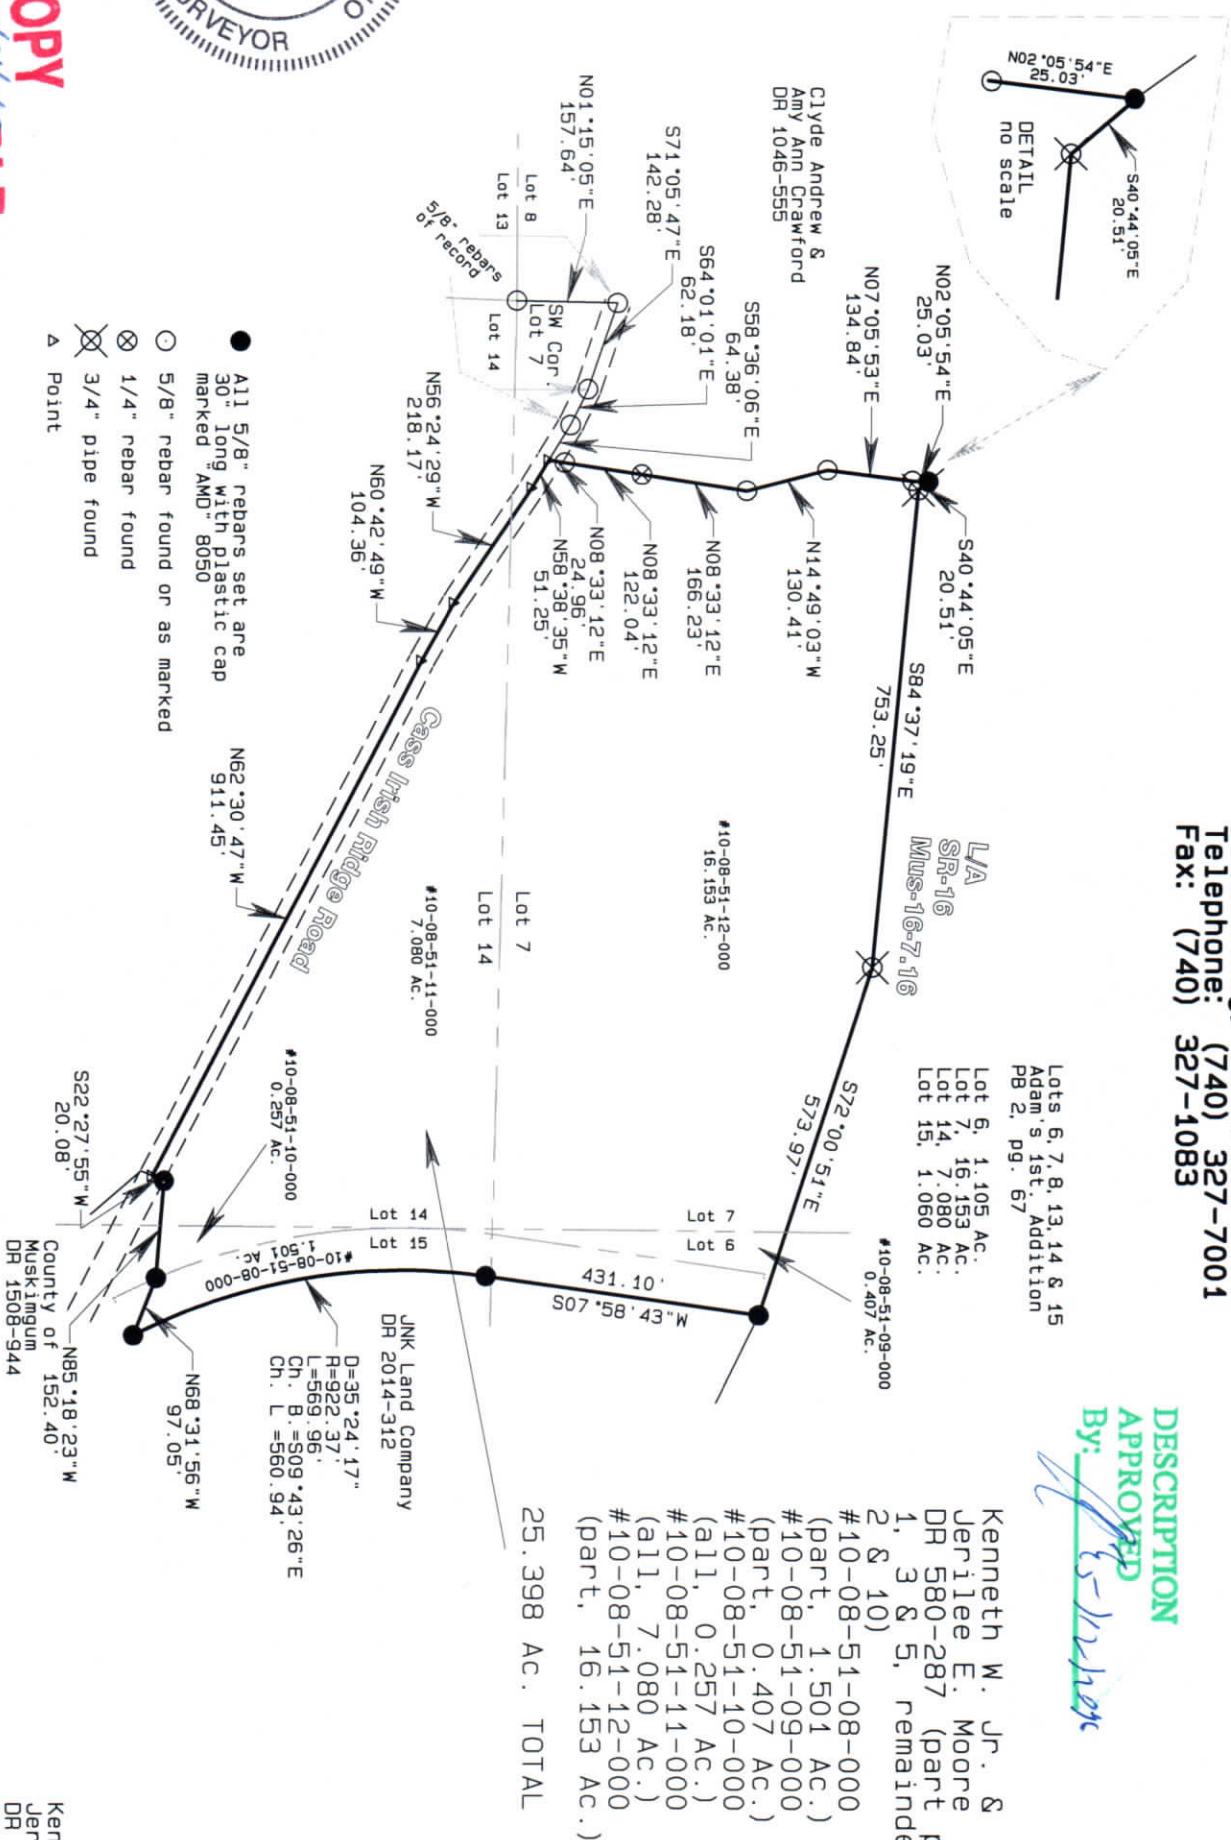 Telephone: (740) 327-7001
Fax: (740) 327-1083
DESCRIPTION
APPROVED
By:
OPY
RVEYOR
N02°05'54"E
25.03'
S40°44'05"E
20.51'
DETAIL
no scale
Clyde Andrew &
Amy Ann Crawford
DR 1046-555
N01°15'05"E
157.64'
S71°05'47"E
142.28'
S64°01'01"E
62.18'
S58°36'06"E
64.38'
N07°05'53"E
134.84'
N02°05'54"E
25.03'
S40°44'05"E
20.51'
S84°37'19"E
753.25'
L/A
SR-16
Mus-16-7.16
Lots 6, 7, 8, 13, 14 & 15
Adam's 1st. Addition
PB 2, pg. 67
Lot 6, 1.105 Ac.
Lot 7, 16.153 Ac.
Lot 14, 7.080 Ac.
Lot 15, 1.060 Ac.
S72°00'51"E
573.97'
#10-08-51-09-000
0.407 Ac.
N14°49'03"W
130.41'
N08°33'12"E
166.23'
N08°33'12"E
122.04'
N08°33'12"E
24.96'
N58°38'35"W
51.25'
#10-08-51-12-000
16.153 Ac.
Lot 8
Lot 13
5/8" rebars
of record
SW Cor.
Lot 7
Lot 14
Lot 7
Lot 14
Lot 7
Lot 6
Lot 14
Lot 15
431.10'
S07°58'43"W
N56°24'29"W
218.17'
N60°42'49"W
104.36'
Cass Irish Ridge Road
#10-08-51-11-000
7.080 Ac.
N62°30'47"W
911.45'
#10-08-51-10-000
0.257 Ac.
#10-08-51-08-000
1.501 Ac.
JNK Land Company
DR 2014-312
D=35°24'17"
R=922.37'
L=569.96'
Ch. B.=S09°43'26"E
Ch. L =560.94'
S22°27'55"W
20.08'
N68°31'56"W
97.05'
N85°18'23"W
152.40'
County of
Muskimgum
DR 1508-944
All 5/8" rebars set are
30" long with plastic cap
marked "AMD" 8050
5/8" rebar found or as marked
1/4" rebar found
3/4" pipe found
Point
Kenneth W. Jr. &
Jerilee E. Moore
DR 580-287 (part
1, 3 & 5, remainde
2 & 10)
#10-08-51-08-000
(part, 1.501 Ac.)
#10-08-51-09-000
(part, 0.407 Ac.)
#10-08-51-10-000
(all, 0.257 Ac.)
#10-08-51-11-000
(all, 7.080 Ac.)
#10-08-51-12-000
(part, 16.153 Ac.)
25.398 Ac. TOTAL
Ken
Jer
DR